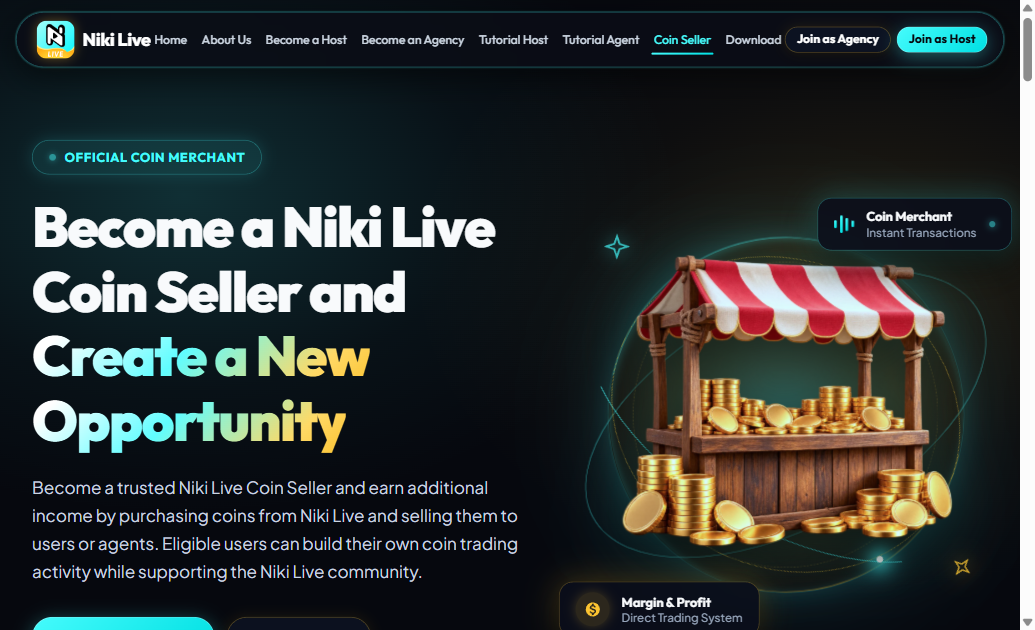 LIVE
Niki Live
Home
About Us
Become a Host
Become an Agency
Tutorial Host
Tutorial Agent
Coin Seller
Download
Join as Agency
Join as Host
OFFICIAL COIN MERCHANT
Become a Niki Live
Coin Seller and
Create a New
Opportunity
Become a trusted Niki Live Coin Seller and earn additional
income by purchasing coins from Niki Live and selling them to
users or agents. Eligible users can build their own coin trading
activity while supporting the Niki Live community.
Coin Merchant
Instant Transactions
Margin & Profit
Direct Trading System